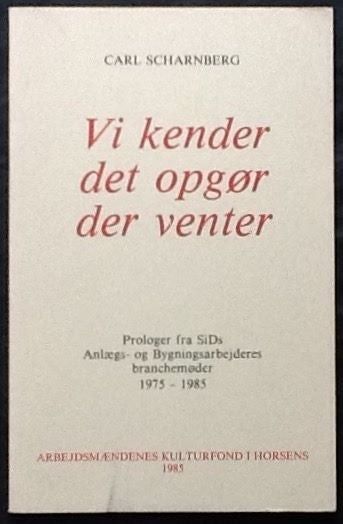 CARL SCHARNBERG
Vi kender
det opgør
der venter
Prologer fra SiDs
Anlægs- og Bygningsarbejderes
branchemøder
1975 - 1985
ARBEJDSMÆNDENES KULTURFOND I HORSENS
1985